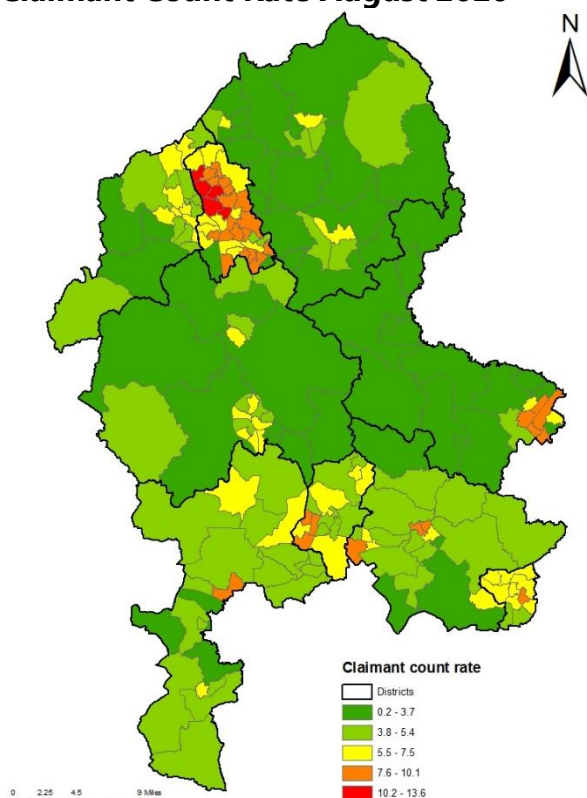 Claimant Count Rate August 2020
N
Claimant count rate
Districts
0.2 - 3.7
3.8 - 5.4
5.5 - 7.5
7.6 - 10.1
10.2 - 13.6
0 2.25 4.5 9 Miles